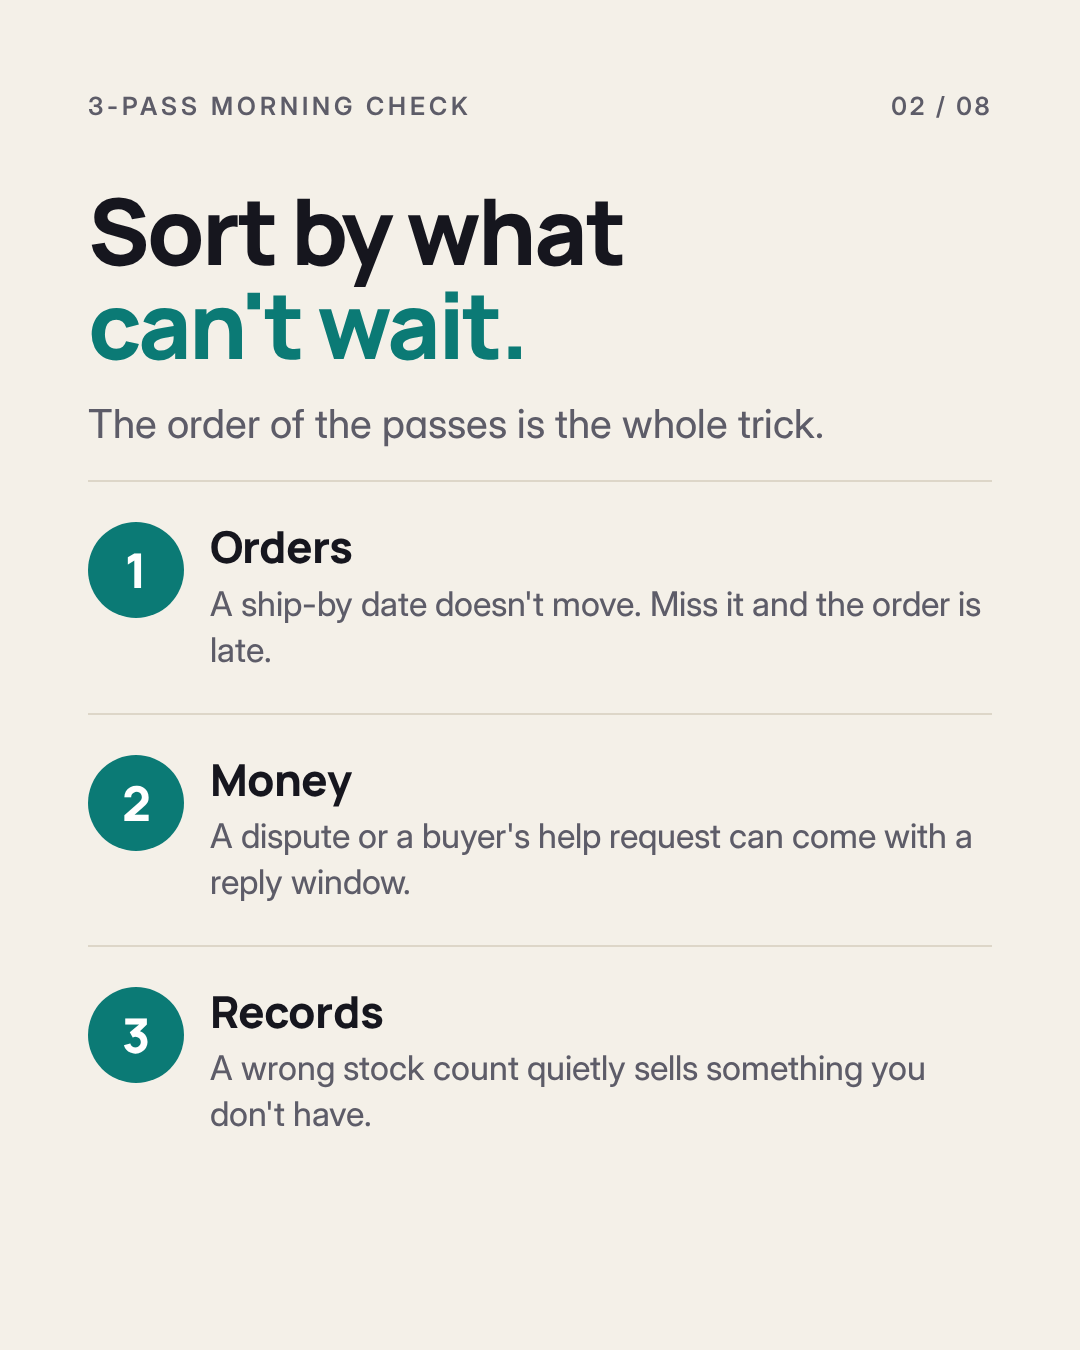 3-PASS MORNING CHECK
02 / 08
Sort by what
can't wait.
The order of the passes is the whole trick.
1
Orders
A ship-by date doesn't move. Miss it and the order is
late.
2
Money
A dispute or a buyer's help request can come with a
reply window.
3
Records
A wrong stock count quietly sells something you
don't have.